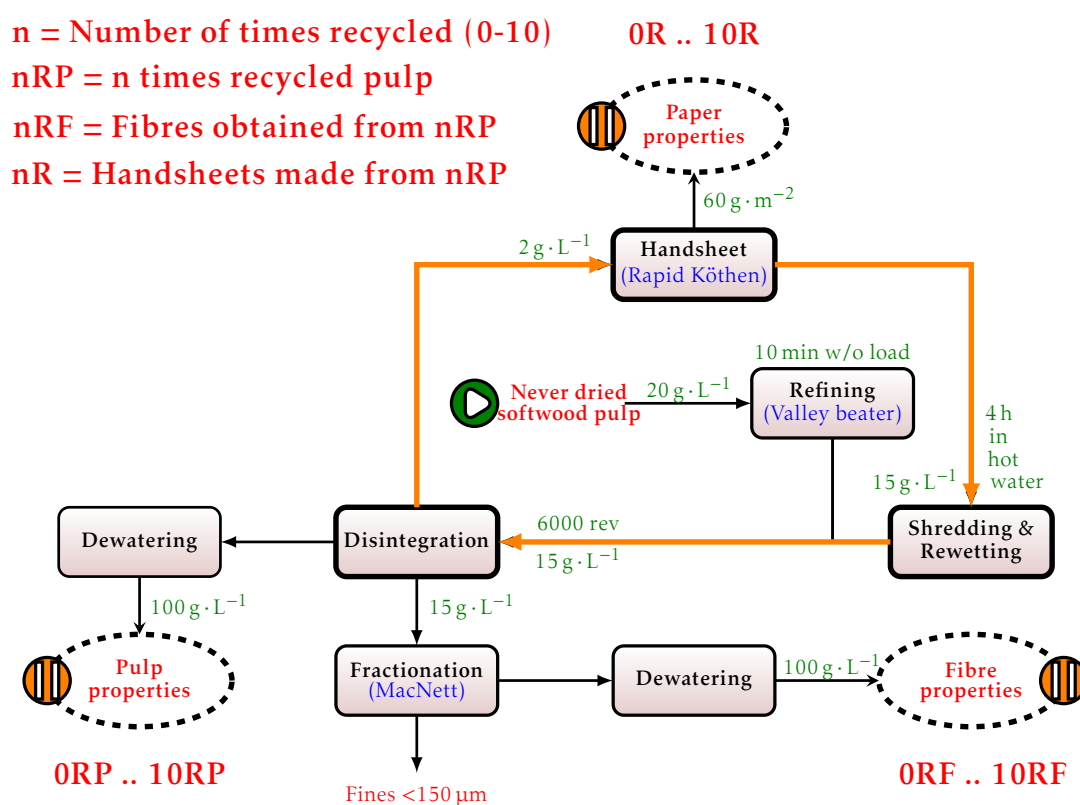 n = Number of times recycled (0-10)
0R .. 10R
nRP = n times recycled pulp
nRF = Fibres obtained from nRP
nR = Handsheets made from nRP
Paper
properties
60 g·m⁻²
2 g·L⁻¹
Handsheet
(Rapid Köthen)
10 min w/o load
Never dried
softwood pulp
20 g·L⁻¹
Refining
(Valley beater)
4 h
in
hot
water
15 g·L⁻¹
Dewatering
Disintegration
6000 rev
15 g·L⁻¹
Shredding &
Rewetting
100 g·L⁻¹
15 g·L⁻¹
Pulp
properties
Fractionation
(MacNett)
Dewatering
100 g·L⁻¹
Fibre
properties
0RP .. 10RP
0RF .. 10RF
Fines <150 μm